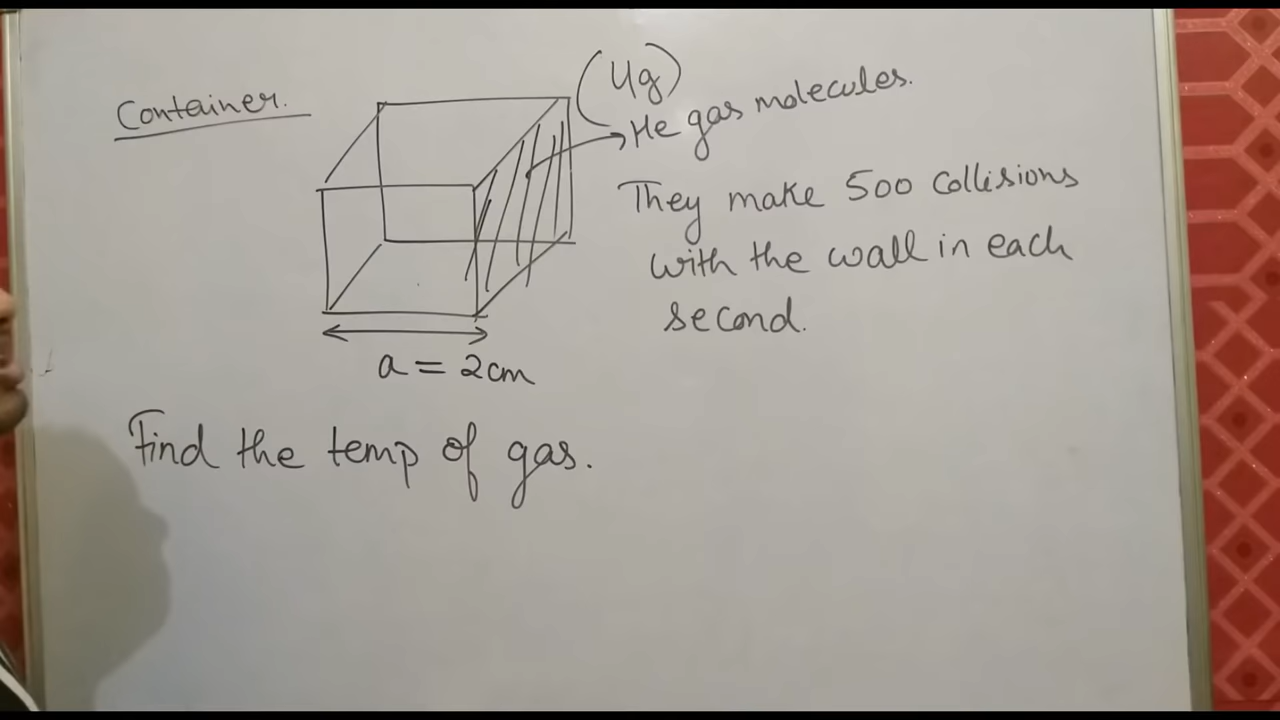 Container.
(4g)
He gas molecules.
They make 500 collisions
with the wall in each
second.
a = 2cm
Find the temp of gas.